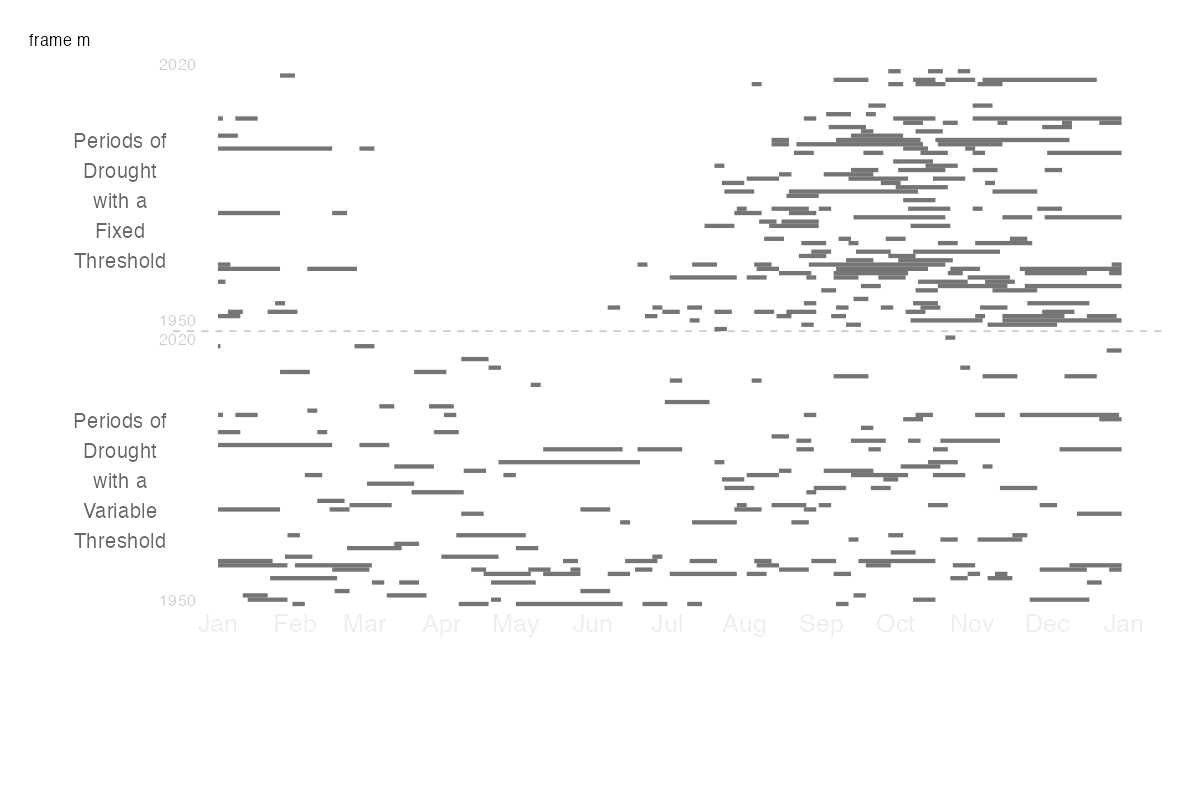 frame m
2020
Periods of
Drought
with a
Fixed
Threshold
1950
2020
Periods of
Drought
with a
Variable
Threshold
1950
Jan Feb Mar Apr May Jun Jul Aug Sep Oct Nov Dec Jan